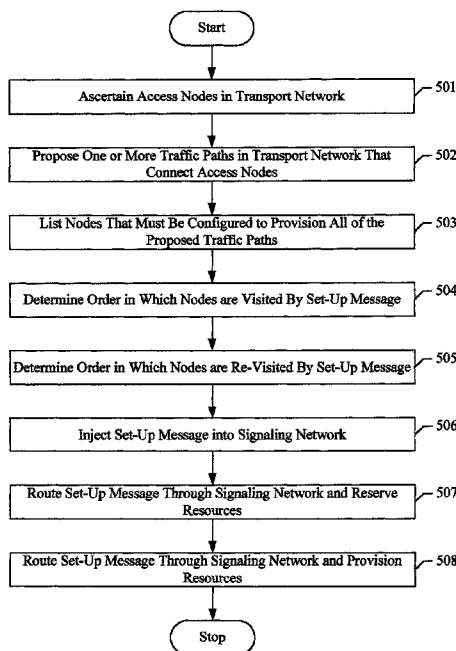 Start
Ascertain Access Nodes in Transport Network
501
Propose One or More Traffic Paths in Transport Network That
Connect Access Nodes
502
List Nodes That Must Be Configured to Provision All of the
Proposed Traffic Paths
503
Determine Order in Which Nodes are Visited By Set-Up Message
504
Determine Order in Which Nodes are Re-Visited By Set-Up Message
505
Inject Set-Up Message into Signaling Network
506
Route Set-Up Message Through Signaling Network and Reserve
Resources
507
Route Set-Up Message Through Signaling Network and Provision
Resources
508
Stop